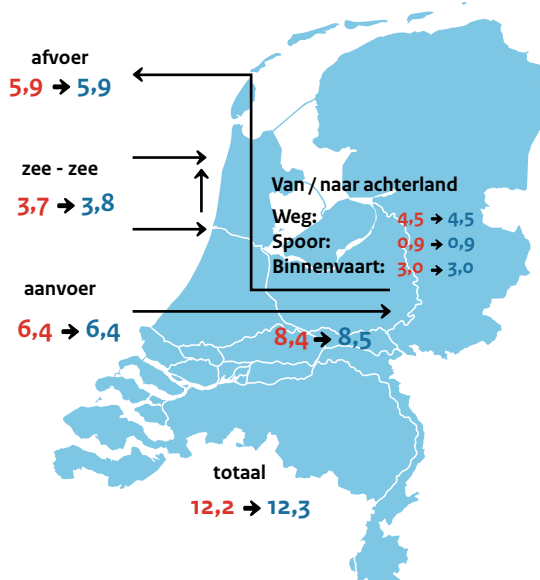 afvoer
5,9 → 5,9
zee - zee
3,7 → 3,8
Van / naar achterland
Weg: 4,5 → 4,5
Spoor: 0,9 → 0,9
Binnenvaart: 3,0 → 3,0
aanvoer
6,4 → 6,4
8,4 → 8,5
totaal
12,2 → 12,3